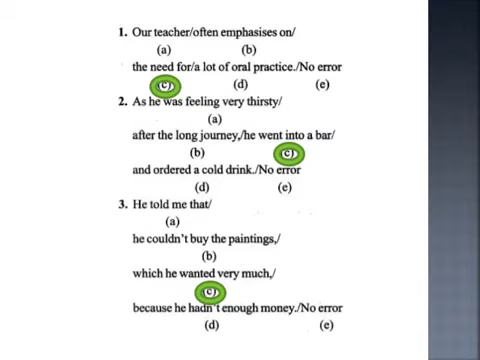 1. Our teacher/often emphasises on/
(a) (b)
the need for/a lot of oral practice./No error
(c) (d) (e)
2. As he was feeling very thirsty/
(a)
after the long journey,/he went into a bar/
(b) (c)
and ordered a cold drink./No error
(d) (e)
3. He told me that/
(a)
he couldn't buy the paintings,/
(b)
which he wanted very much,/
(c)
because he hadn't enough money./No error
(d) (e)